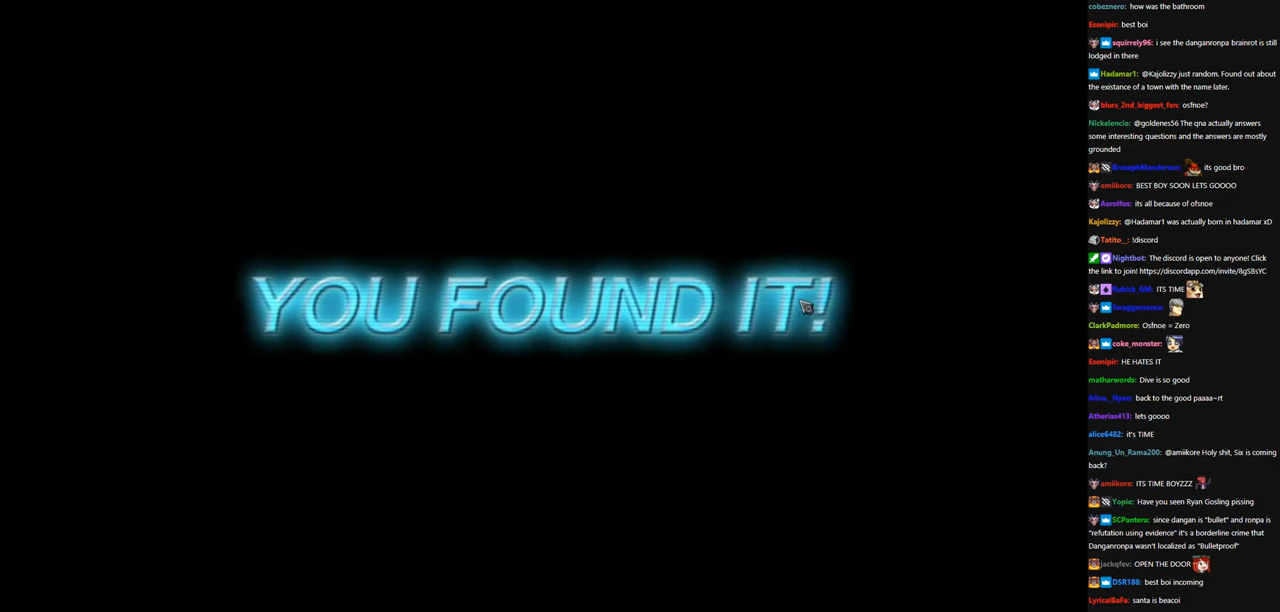 YOU FOUND IT!
cobeznero: how was the bathroom
Esonipir: best boi
squirrely96: i see the danganronpa brainrot is still
lodged in there
Hadamar1: @Kajolizzy just random. Found out about
the existance of a town with the name later.
blurs_2nd_biggest_fan: osfnoe?
Nickelencio: @goldenes56 The qna actually answers
some interesting questions and the answers are mostly
grounded
its good bro
amiikore: BEST BOY SOON LETS GOOOO
Aerolfos: its all because of ofsnoe
Kajolizzy: @Hadamar1 was actually born in hadamar xD
Tatito__: !discord
Nightbot: The discord is open to anyone! Click
the link to join! https://discordapp.com/invite/8gSBsYC
Rubick_GM: ITS TIME
ClarkPadmore: Osfnoe = Zero
coke_monster:
Esonipir: HE HATES IT
matharwords: Dive is so good
Alina__Nyan: back to the good paaaa~rt
Atherias413: lets goooo
alice6482: it's TIME
Anung_Un_Rama200: @amiikore Holy shit, Six is coming
back?
amiikore: ITS TIME BOYZZZ
Yopie: Have you seen Ryan Gosling pissing
SCPantera: since dangan is "bullet" and ronpa is
"refutation using evidence" it's a borderline crime that
Danganronpa wasn't localized as "Bulletproof"
jackqfev: OPEN THE DOOR
DSR188: best boi incoming
LyricalBaFa: santa is beacoi